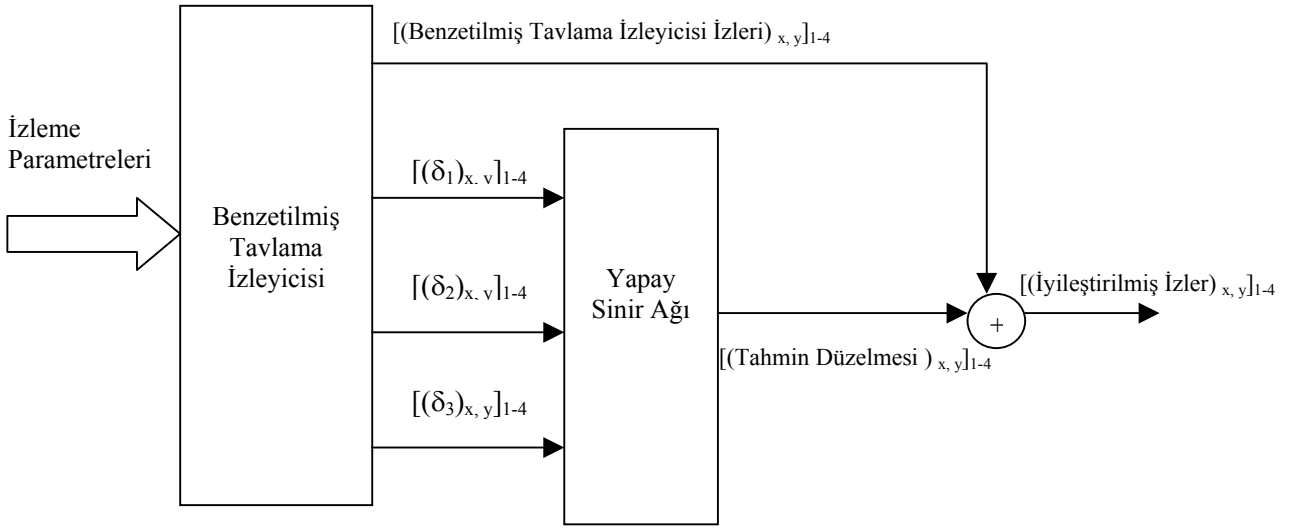 [(Benzetilmiş Tavlama İzleyicisi İzleri) x, y]1-4
İzleme
Parametreleri
[(δ1)x, y]1-4
Benzetilmiş
Tavlama
İzleyicisi
[(δ2)x, y]1-4
Yapay
Sinir Ağı
[(İyileştirilmiş İzler) x, y]1-4
+
[(Tahmin Düzelmesi ) x, y]1-4
[(δ3)x, y]1-4